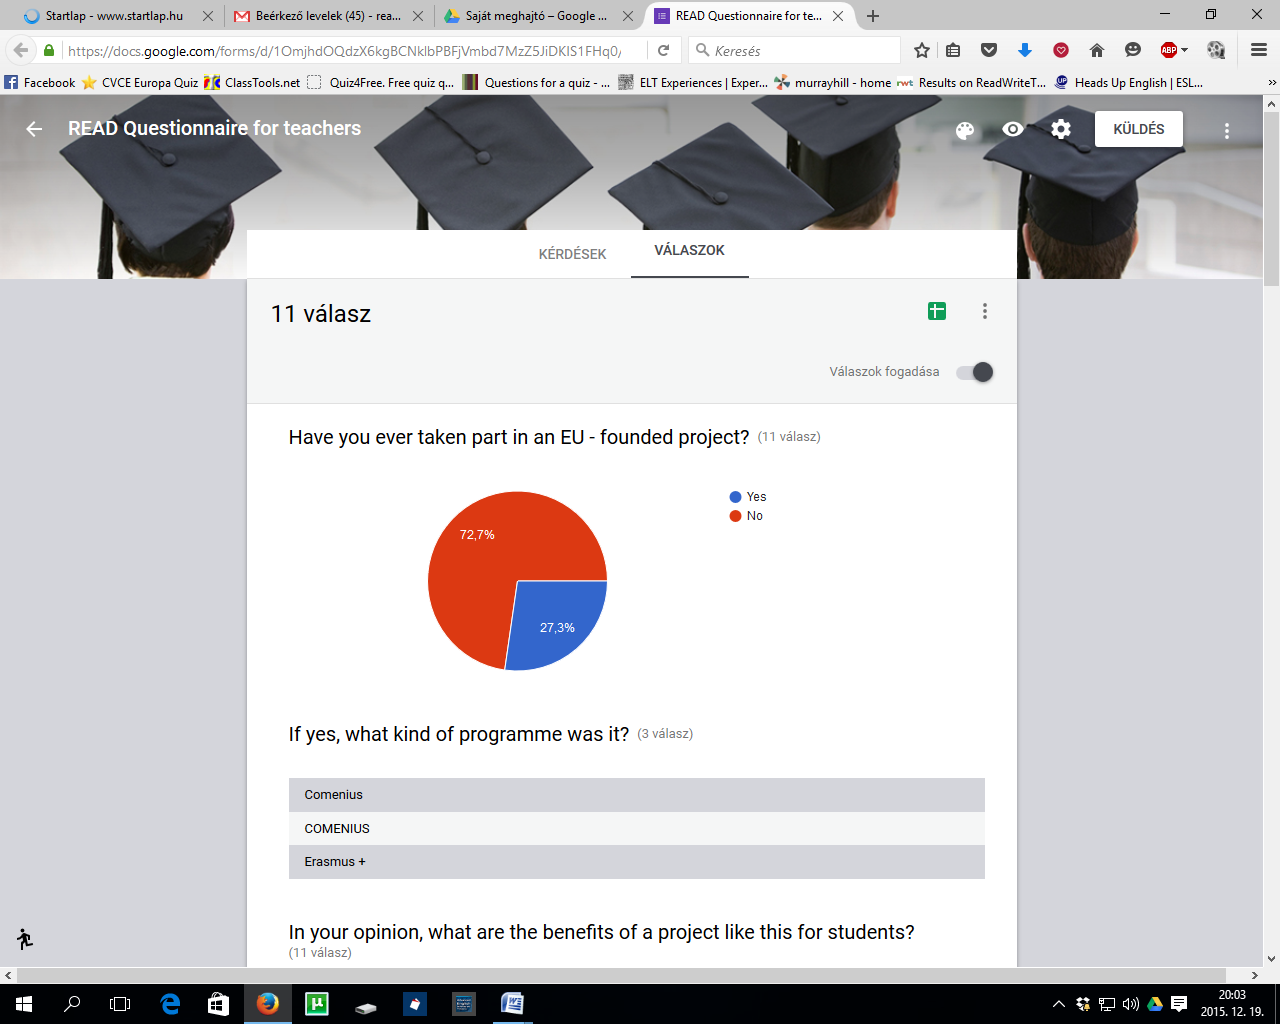 Startlap - www.startlap.hu
Beérkező levelek (45) - rea...
Saját meghajtó – Google ...
READ Questionnaire for te...
https://docs.google.com/forms/d/1OmjhdOQdzX6kgBCNklbPBFjVmbd7MzZ5JiDKIS1FHq0/
Keresés
ABP
Facebook
CVCE Europa Quiz
ClassTools.net
Quiz4Free. Free quiz q...
Questions for a quiz - ...
ELT Experiences | Exper...
murrayhill - home
rwt
Results on ReadWriteT...
Heads Up English | ESL...
READ Questionnaire for teachers
KÜLDÉS
KÉRDÉSEK
VÁLASZOK
11 válasz
Válaszok fogadása
Have you ever taken part in an EU - founded project? (11 válasz)
Yes
No
72,7%
27,3%
If yes, what kind of programme was it? (3 válasz)
Comenius
COMENIUS
Erasmus +
In your opinion, what are the benefits of a project like this for students?
(11 válasz)
20:03
2015. 12. 19.